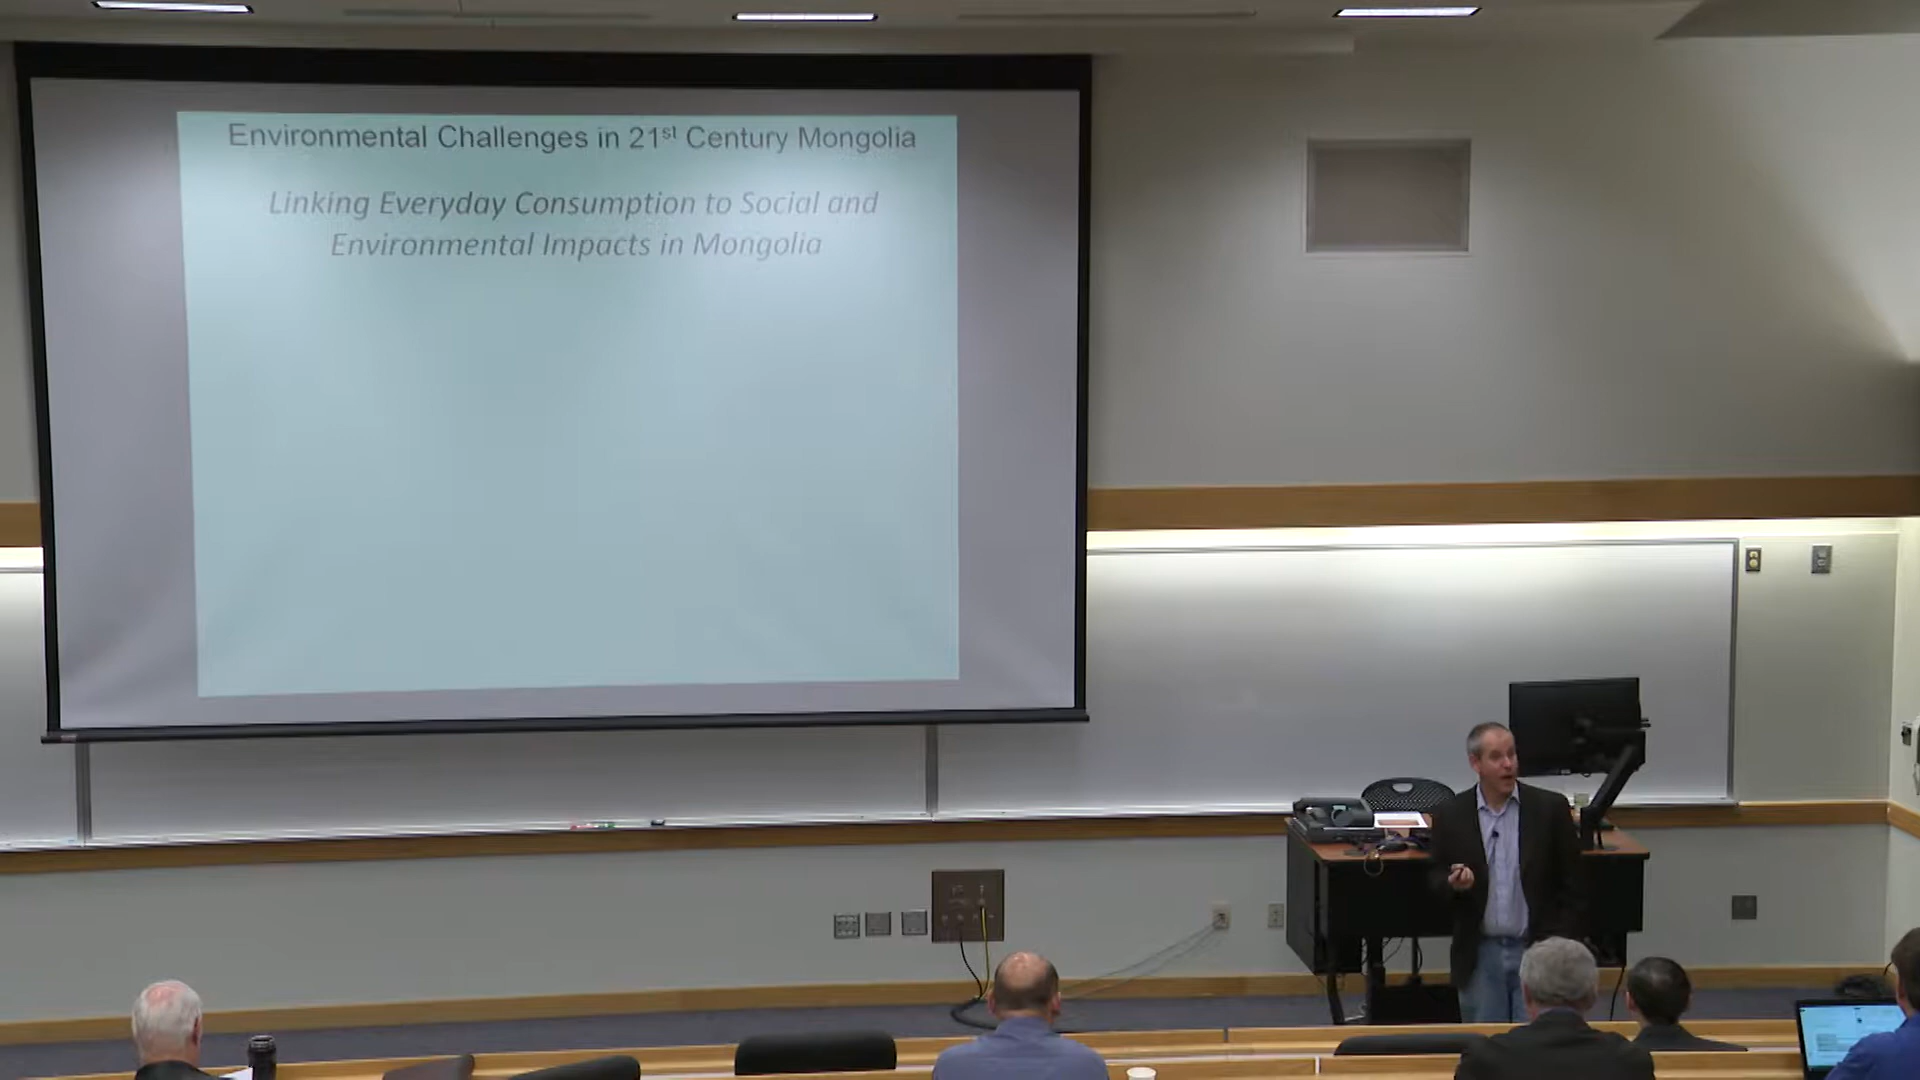 Environmental Challenges in 21st Century Mongolia
Linking Everyday Consumption to Social and
Environmental Impacts in Mongolia